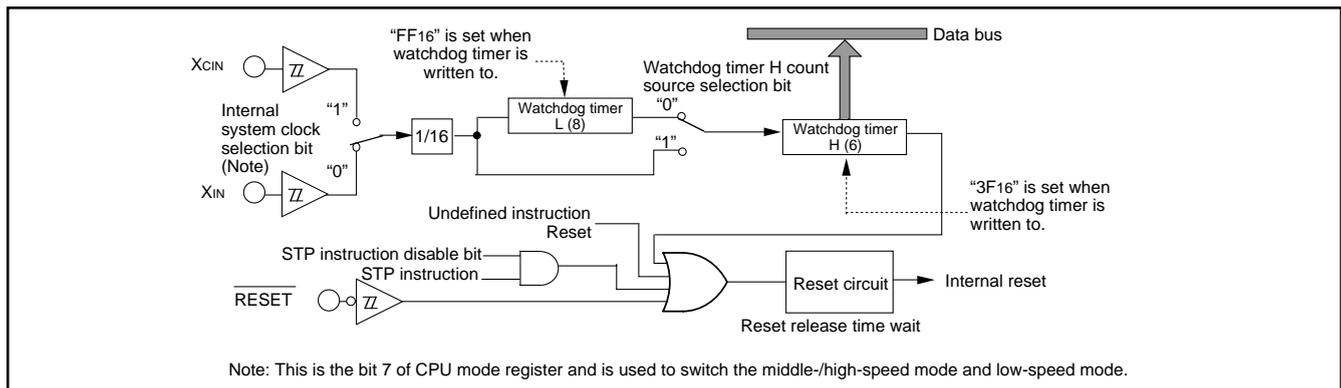 "FF16" is set when
watchdog timer is
written to.
Data bus
XCIN
Watchdog timer H count
source selection bit
Internal
system clock
selection bit
(Note)
"1"
"0"
1/16
Watchdog timer
L (8)
"0"
"1"
Watchdog timer
H (6)
XIN
"3F16" is set when
watchdog timer is
written to.
Undefined instruction
Reset
STP instruction disable bit
STP instruction
RESET
Reset circuit
Internal reset
Reset release time wait
Note: This is the bit 7 of CPU mode register and is used to switch the middle-/high-speed mode and low-speed mode.